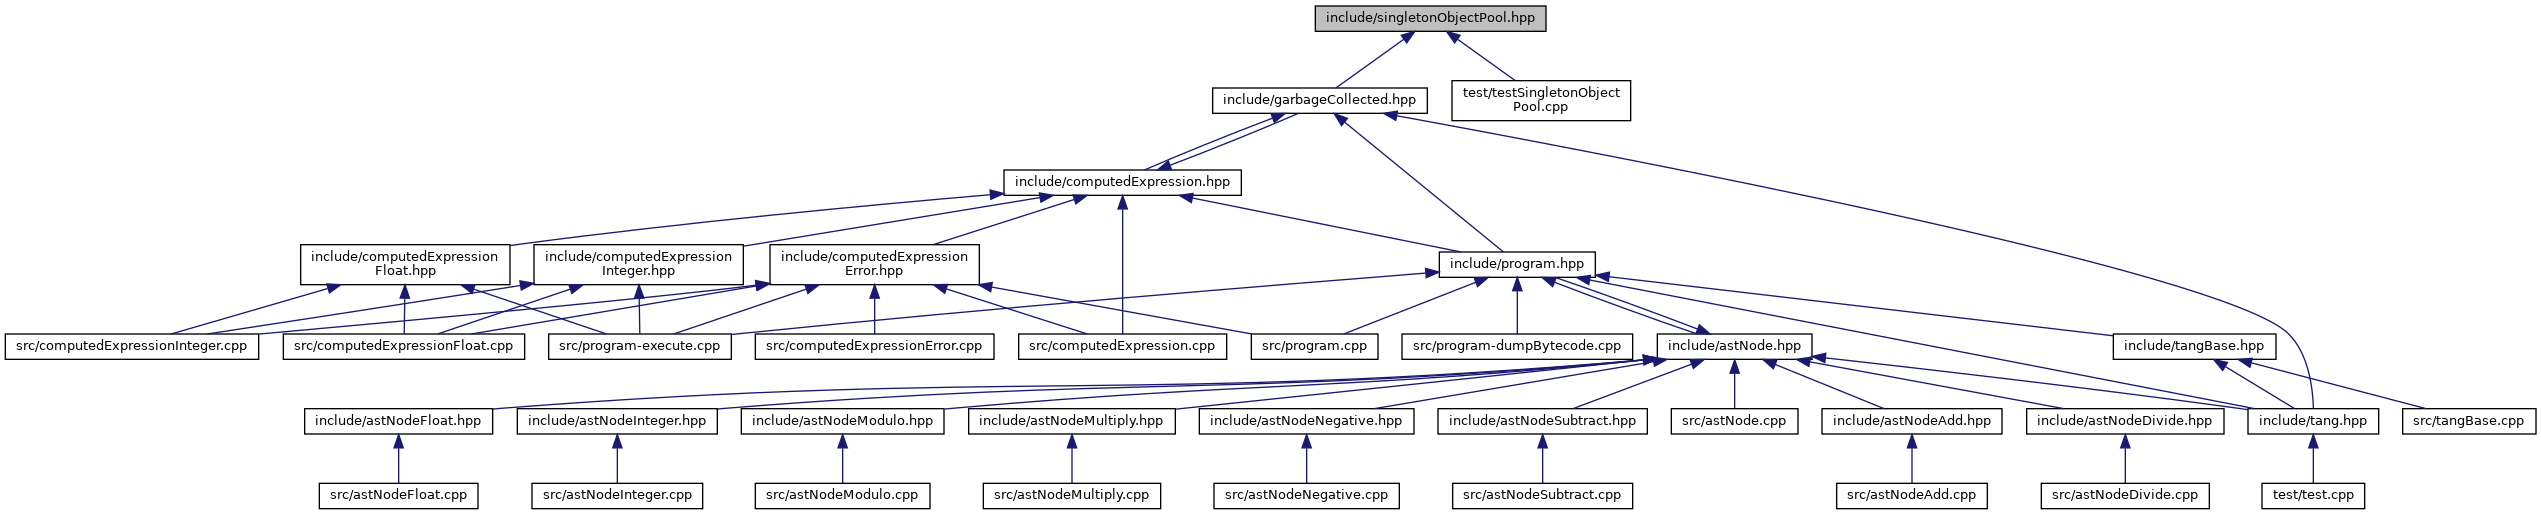 include/singletonObjectPool.hpp
include/garbageCollected.hpp
test/testSingletonObject
Pool.cpp
include/computedExpression.hpp
include/computedExpression
Float.hpp
include/computedExpression
Integer.hpp
include/computedExpression
Error.hpp
include/program.hpp
src/computedExpressionInteger.cpp
src/computedExpressionFloat.cpp
src/program-execute.cpp
src/computedExpressionError.cpp
src/computedExpression.cpp
src/program.cpp
src/program-dumpBytecode.cpp
include/astNode.hpp
include/tangBase.hpp
include/astNodeFloat.hpp
include/astNodeInteger.hpp
include/astNodeModulo.hpp
include/astNodeMultiply.hpp
include/astNodeNegative.hpp
include/astNodeSubtract.hpp
src/astNode.cpp
include/astNodeAdd.hpp
include/astNodeDivide.hpp
include/tang.hpp
src/tangBase.cpp
src/astNodeFloat.cpp
src/astNodeInteger.cpp
src/astNodeModulo.cpp
src/astNodeMultiply.cpp
src/astNodeNegative.cpp
src/astNodeSubtract.cpp
src/astNodeAdd.cpp
src/astNodeDivide.cpp
test/test.cpp